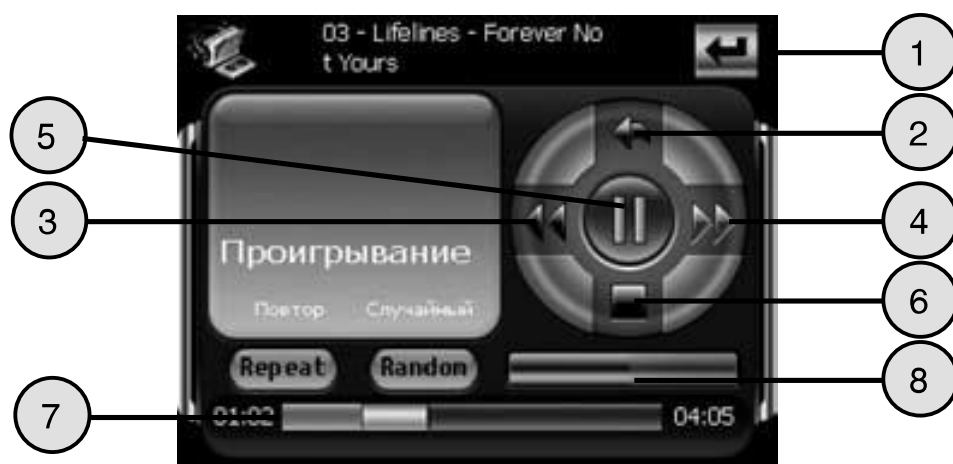 03 - Lifelines - Forever No
t Yours
1
5
2
3
4
Проигрывание
6
Повтор Случайный
Repeat Random
8
7
01:02 04:05